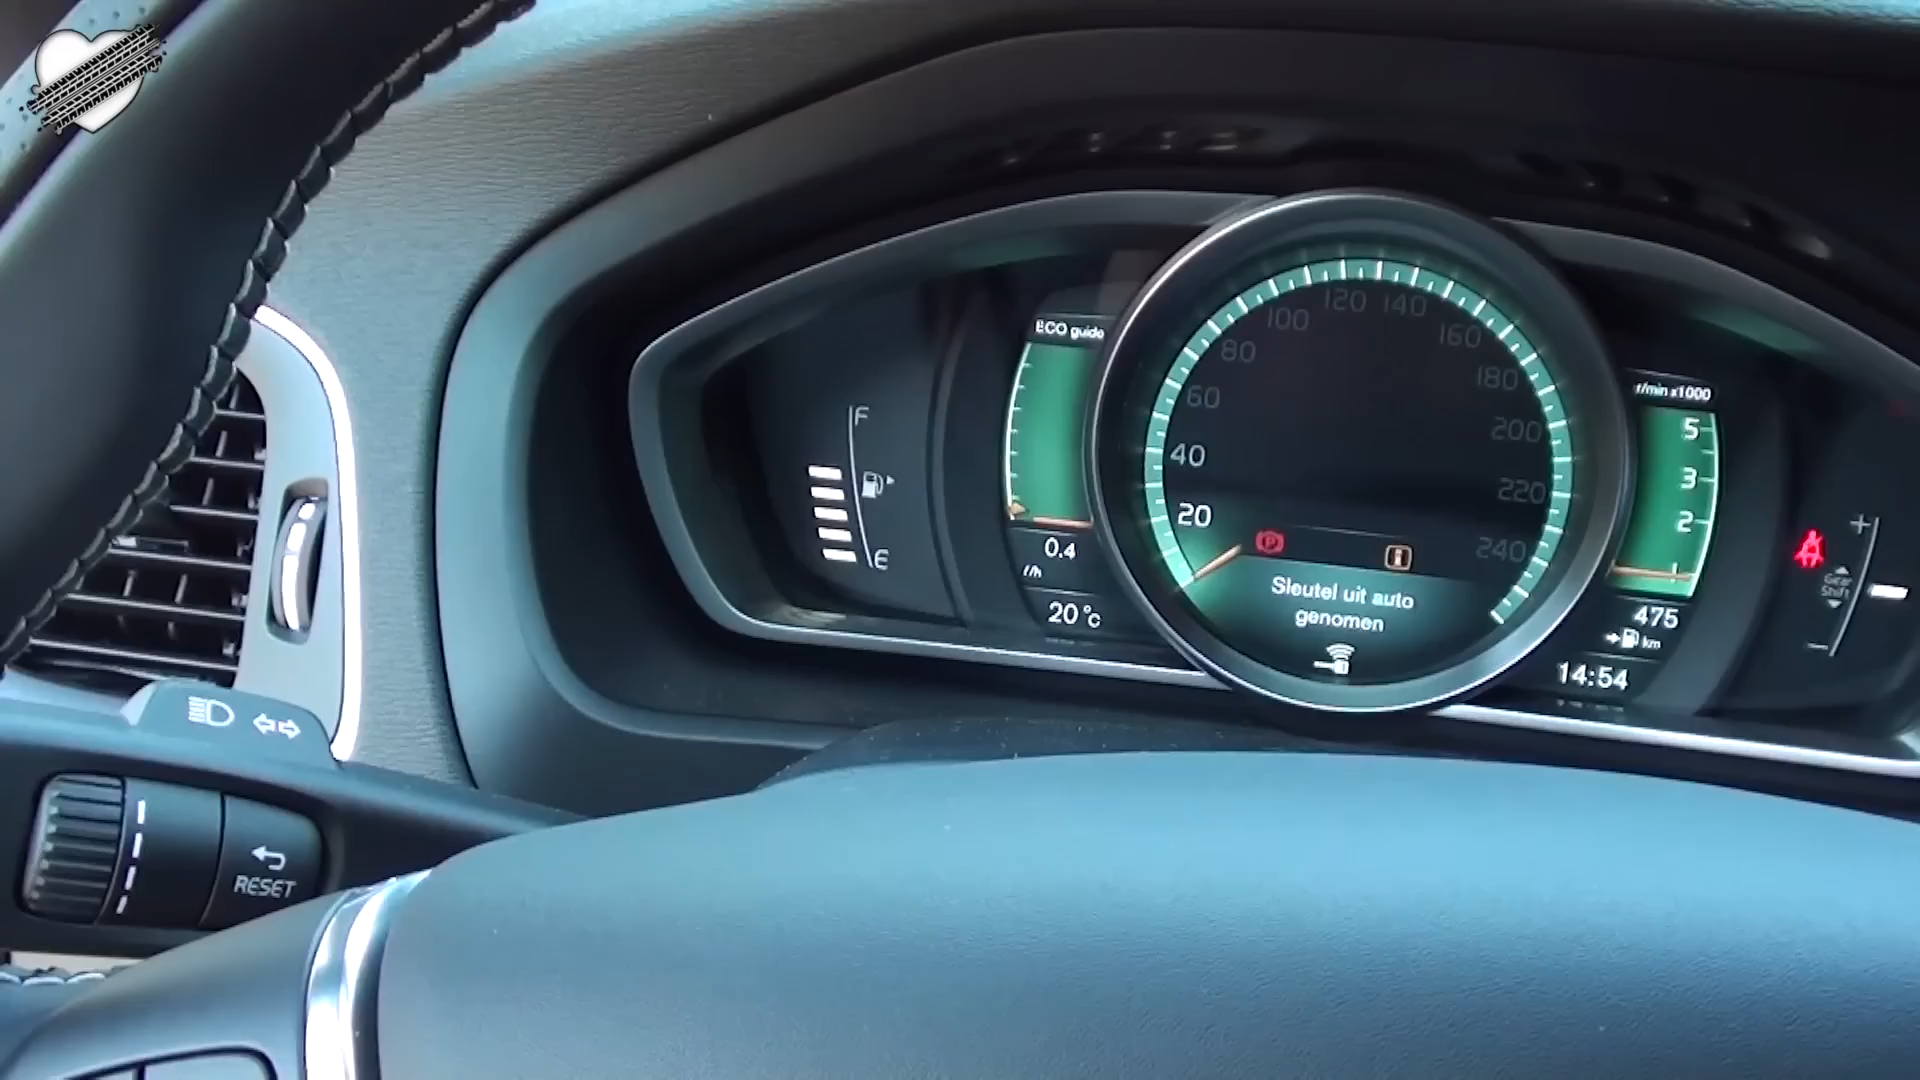 ECO guide
120 140
100
160
80
180
60
200
40
220
20
240
P
i
Sleutel uit auto
genomen
F
E
0.4
l/h
20°C
r/min x1000
5
3
2
1
475
km
14:54
+
Gear
Shift
−
RESET